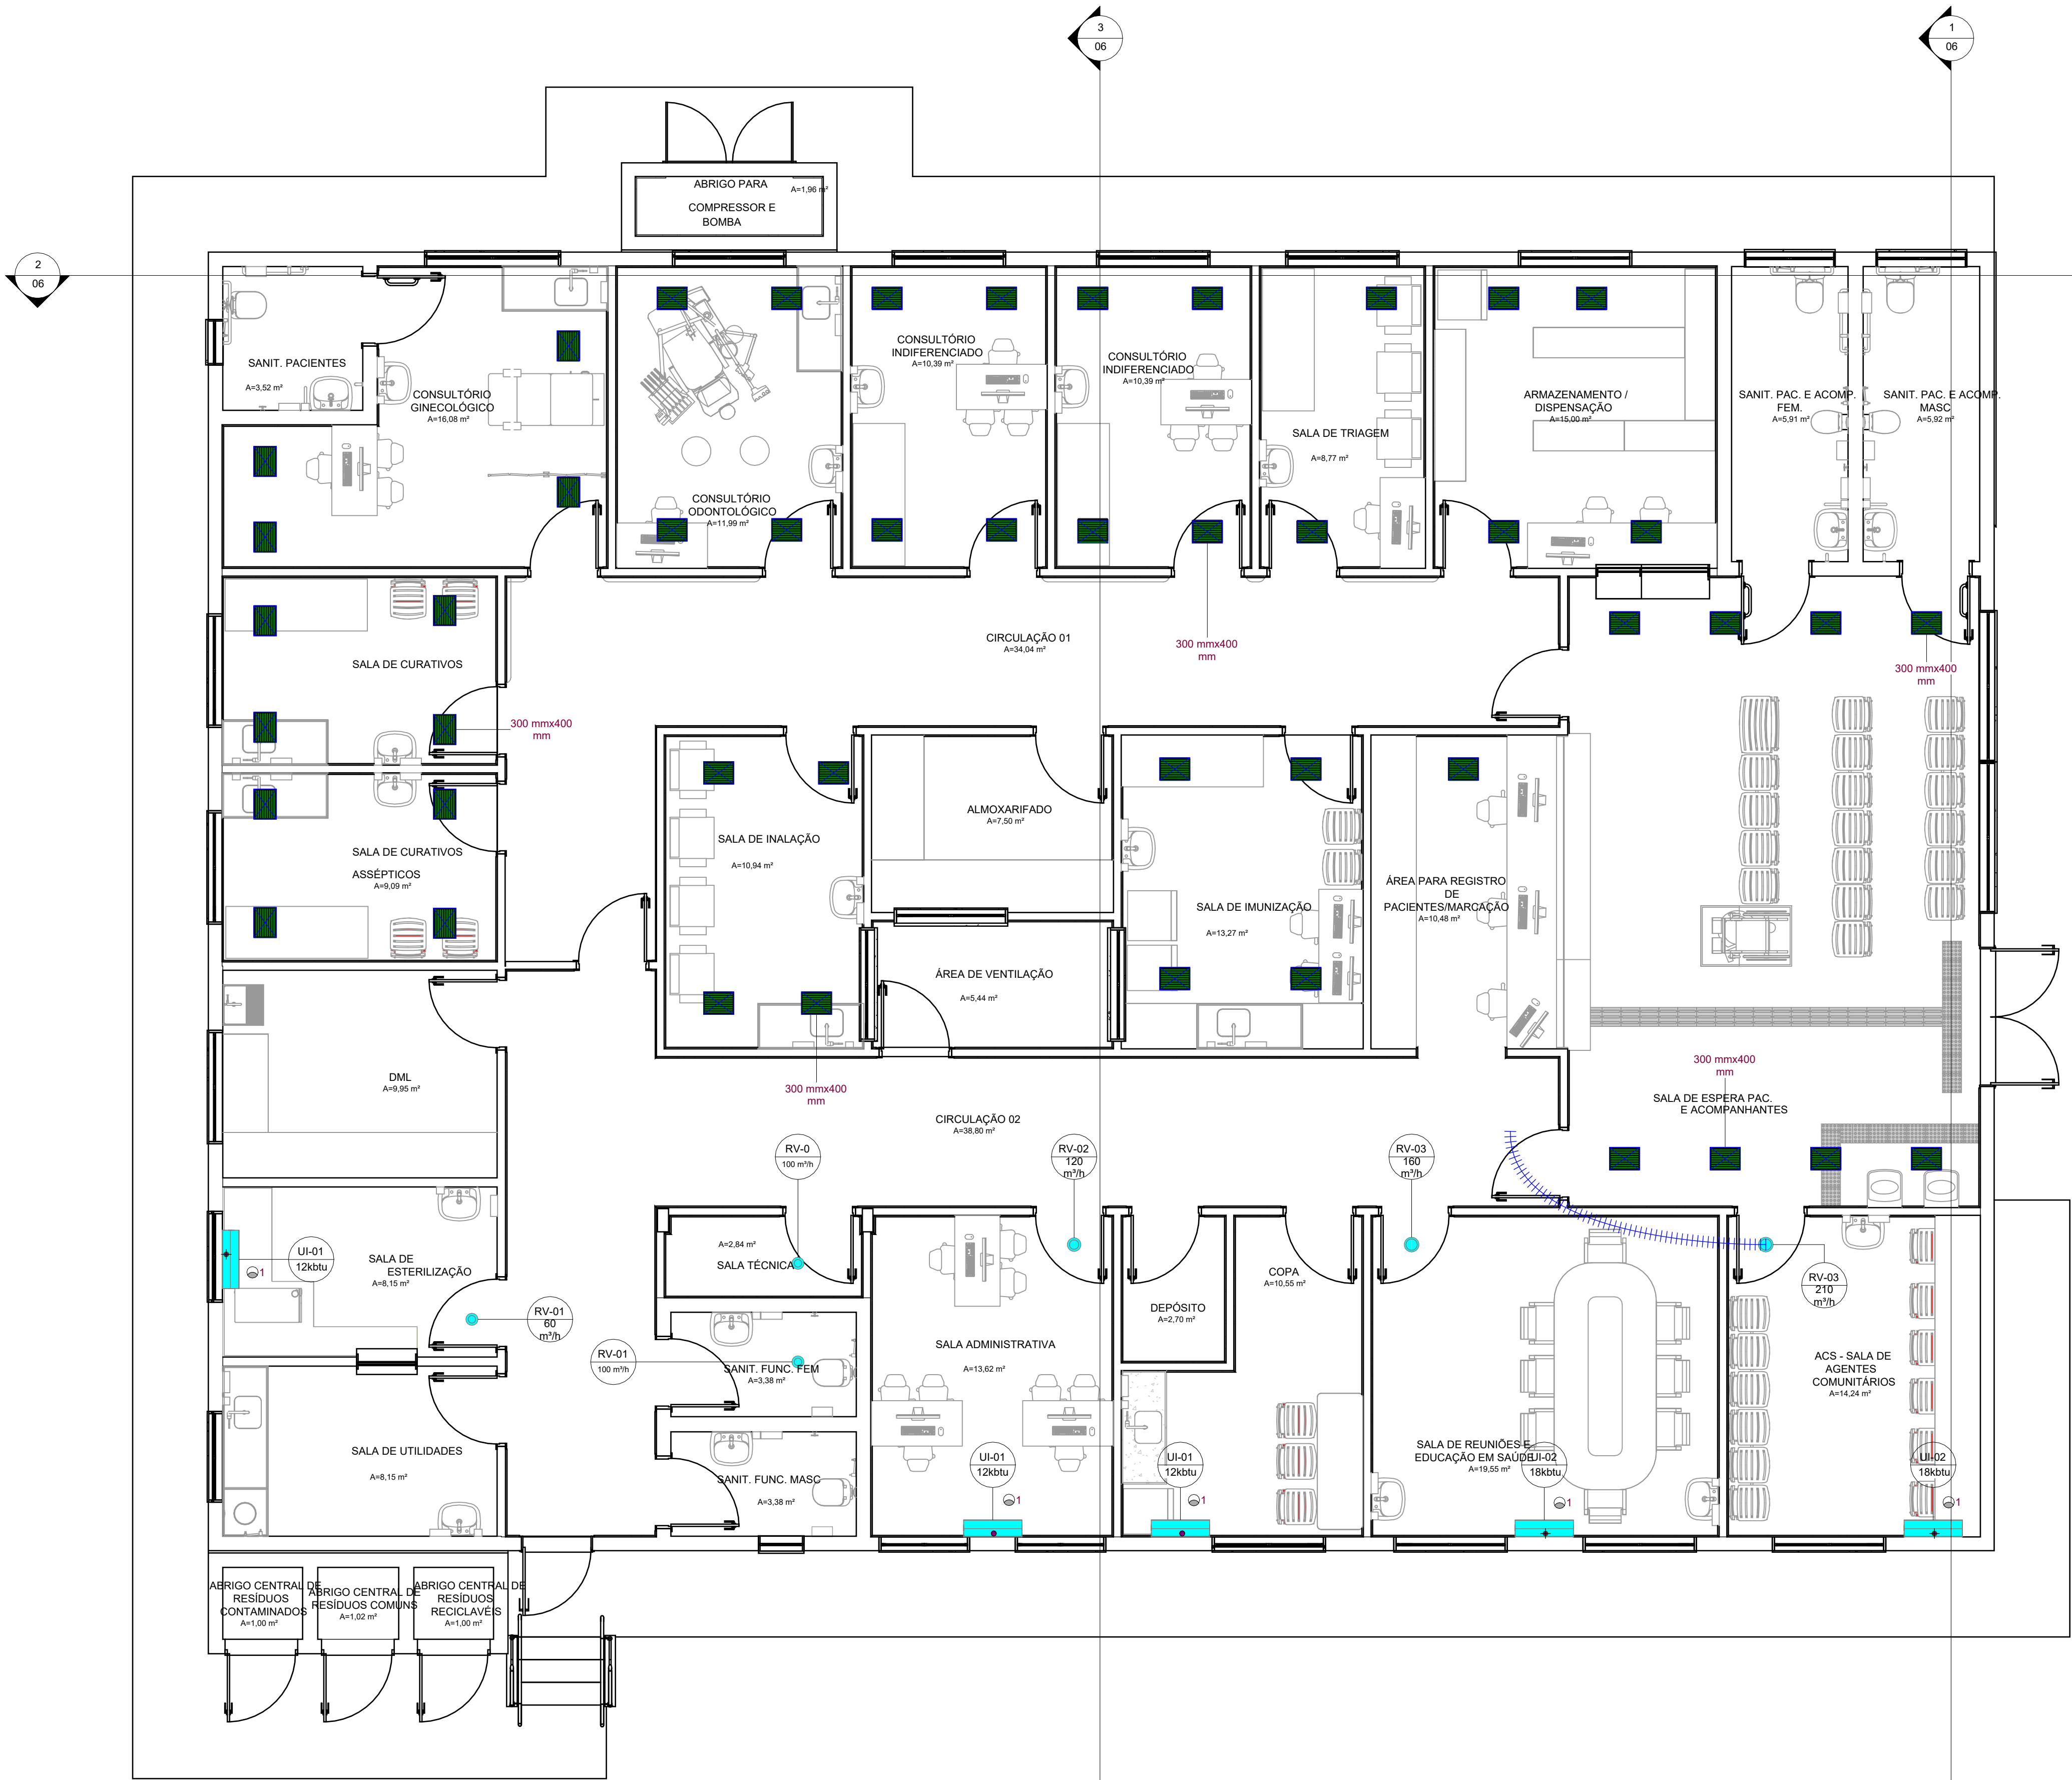 3
06
1
06
2
06
ABRIGO PARA
A=1,96 m²
COMPRESSOR E
BOMBA
SANIT. PACIENTES
A=3,52 m²
CONSULTÓRIO
GINECOLÓGICO
A=16,08 m²
CONSULTÓRIO
ODONTOLÓGICO
A=11,99 m²
CONSULTÓRIO
INDIFERENCIADO
A=10,39 m²
CONSULTÓRIO
INDIFERENCIADO
A=10,39 m²
SALA DE TRIAGEM
A=8,77 m²
ARMAZENAMENTO /
DISPENSAÇÃO
A=15,00 m²
SANIT. PAC. E ACOMP.
FEM.
A=5,91 m²
SANIT. PAC. E ACOMP.
MASC
A=5,92 m²
SALA DE CURATIVOS
300 mmx400
mm
CIRCULAÇÃO 01
A=34,04 m²
300 mmx400
mm
300 mmx400
mm
SALA DE CURATIVOS
ASSÉPTICOS
A=9,09 m²
SALA DE INALAÇÃO
A=10,94 m²
ALMOXARIFADO
A=7,50 m²
SALA DE IMUNIZAÇÃO
A=13,27 m²
ÁREA PARA REGISTRO
DE
PACIENTES/MARCAÇÃO
A=10,48 m²
ÁREA DE VENTILAÇÃO
A=5,44 m²
DML
A=9,95 m²
300 mmx400
mm
300 mmx400
mm
SALA DE ESPERA PAC.
E ACOMPANHANTES
CIRCULAÇÃO 02
A=38,80 m²
RV-0
100 m³/h
RV-02
120
m³/h
RV-03
160
m³/h
UI-01
12kbtu
1
SALA DE
ESTERILIZAÇÃO
A=8,15 m²
RV-01
60
m³/h
A=2,84 m²
SALA TÉCNICA
RV-01
100 m³/h
SANIT. FUNC. FEM
A=3,38 m²
SALA ADMINISTRATIVA
A=13,62 m²
DEPÓSITO
A=2,70 m²
COPA
A=10,55 m²
RV-03
210
m³/h
ACS - SALA DE
AGENTES
COMUNITÁRIOS
A=14,24 m²
SALA DE UTILIDADES
A=8,15 m²
SANIT. FUNC. MASC
A=3,38 m²
UI-01
12kbtu
1
UI-01
12kbtu
1
SALA DE REUNIÕES E
EDUCAÇÃO EM SAÚDE
A=19,55 m²
UI-02
18kbtu
1
UI-02
18kbtu
1
ABRIGO CENTRAL DE
RESÍDUOS
CONTAMINADOS
A=1,00 m²
ABRIGO CENTRAL DE
RESÍDUOS COMUNS
A=1,02 m²
ABRIGO CENTRAL DE
RESÍDUOS
RECICLAVÉIS
A=1,00 m²